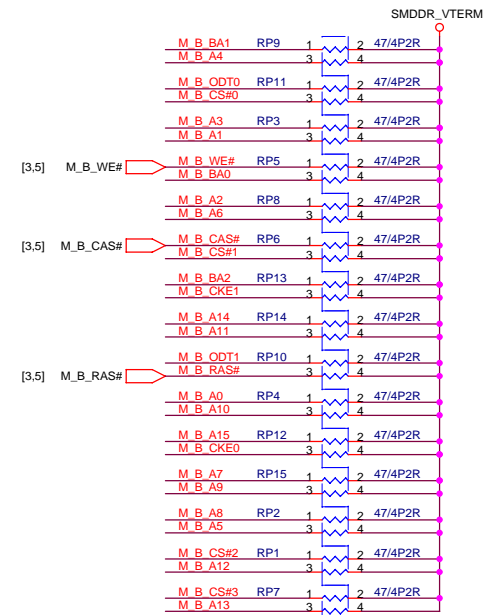 SMDDR_VTERM
M_B_BA1 RP9 1 2 47/4P2R
M_B_A4 3 4
M_B_ODT0 RP11 1 2 47/4P2R
M_B_CS#0 3 4
M_B_A3 RP3 1 2 47/4P2R
M_B_A1 3 4
[3,5] M_B_WE# M_B_WE# RP5 1 2 47/4P2R
M_B_BA0 3 4
M_B_A2 RP8 1 2 47/4P2R
M_B_A6 3 4
[3,5] M_B_CAS# M_B_CAS# RP6 1 2 47/4P2R
M_B_CS#1 3 4
M_B_BA2 RP13 1 2 47/4P2R
M_B_CKE1 3 4
M_B_A14 RP14 1 2 47/4P2R
M_B_A11 3 4
M_B_ODT1 RP10 1 2 47/4P2R
[3,5] M_B_RAS# M_B_RAS# 3 4
M_B_A0 RP4 1 2 47/4P2R
M_B_A10 3 4
M_B_A15 RP12 1 2 47/4P2R
M_B_CKE0 3 4
M_B_A7 RP15 1 2 47/4P2R
M_B_A9 3 4
M_B_A8 RP2 1 2 47/4P2R
M_B_A5 3 4
M_B_CS#2 RP1 1 2 47/4P2R
M_B_A12 3 4
M_B_CS#3 RP7 1 2 47/4P2R
M_B_A13 3 4